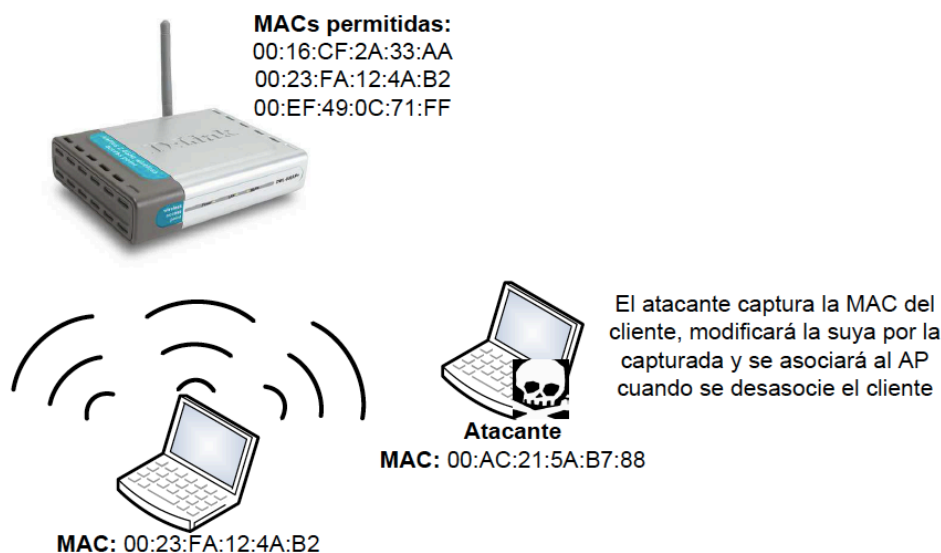 MACs permitidas:
00:16:CF:2A:33:AA
00:23:FA:12:4A:B2
00:EF:49:0C:71:FF
D-Link
El atacante captura la MAC del
cliente, modificará la suya por la
capturada y se asociará al AP
cuando se desasocie el cliente
Atacante
MAC: 00:AC:21:5A:B7:88
MAC: 00:23:FA:12:4A:B2